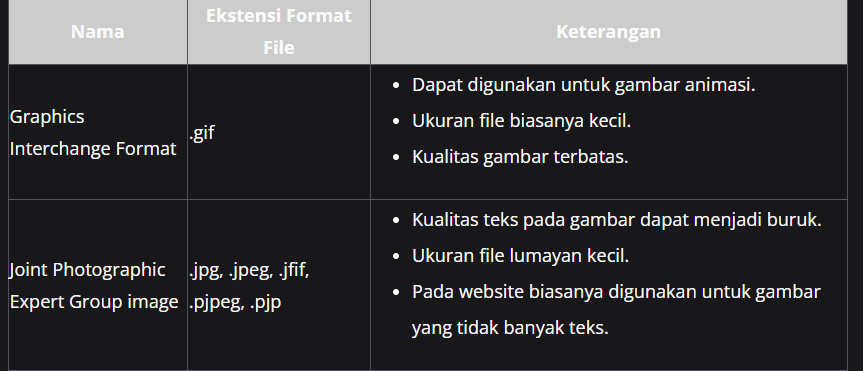 Nama
Ekstensi Format
File
Keterangan
Graphics
Interchange Format
.gif
• Dapat digunakan untuk gambar animasi.
• Ukuran file biasanya kecil.
• Kualitas gambar terbatas.
Joint Photographic
Expert Group image
.jpg, .jpeg, .jfif,
.pjpeg, .pjp
• Kualitas teks pada gambar dapat menjadi buruk.
• Ukuran file lumayan kecil.
• Pada website biasanya digunakan untuk gambar
yang tidak banyak teks.